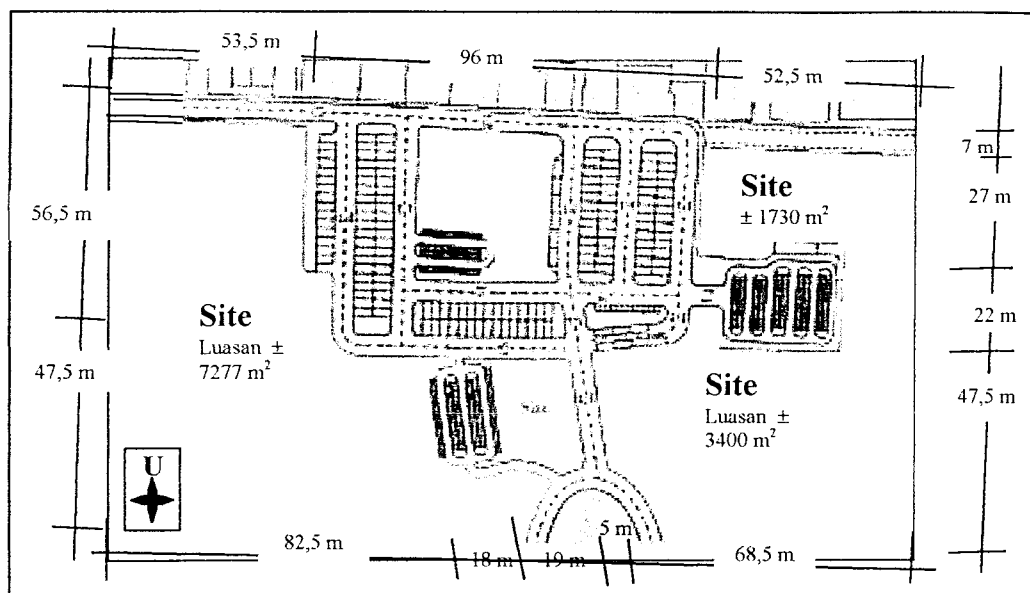 53,5 m
96 m
52,5 m
7 m
Site
± 1730 m²
27 m
56,5 m
22 m
Site
Luasan ±
7277 m²
47,5 m
Site
Luasan ±
3400 m²
47,5 m
Site
U
82,5 m
18 m
19 m
5 m
68,5 m